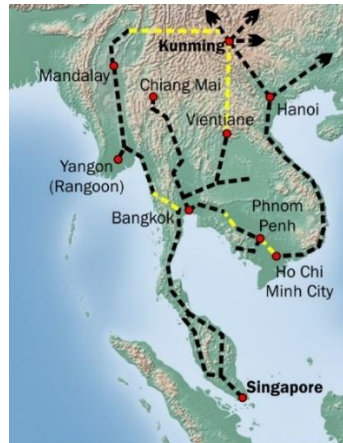 Kunming
Mandalay
Chiang Mai
Hanoi
Vientiane
Yangon
(Rangoon)
Bangkok
Phnom
Penh
Ho Chi
Minh City
Singapore